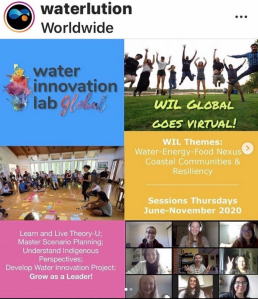 waterlution
Worldwide
water
innovation
lab global
WIL GLOBAL
GOES VIRTUAL!
WIL Themes:
Water-Energy-Food Nexus
Coastal Communities &
Resiliency
Sessions Thursdays
June-November 2020
Learn and Live Theory-U;
Master Scenario Planning;
Understand Indigenous
Perspectives;
Develop Water Innovation Project;
Grow as a Leader!